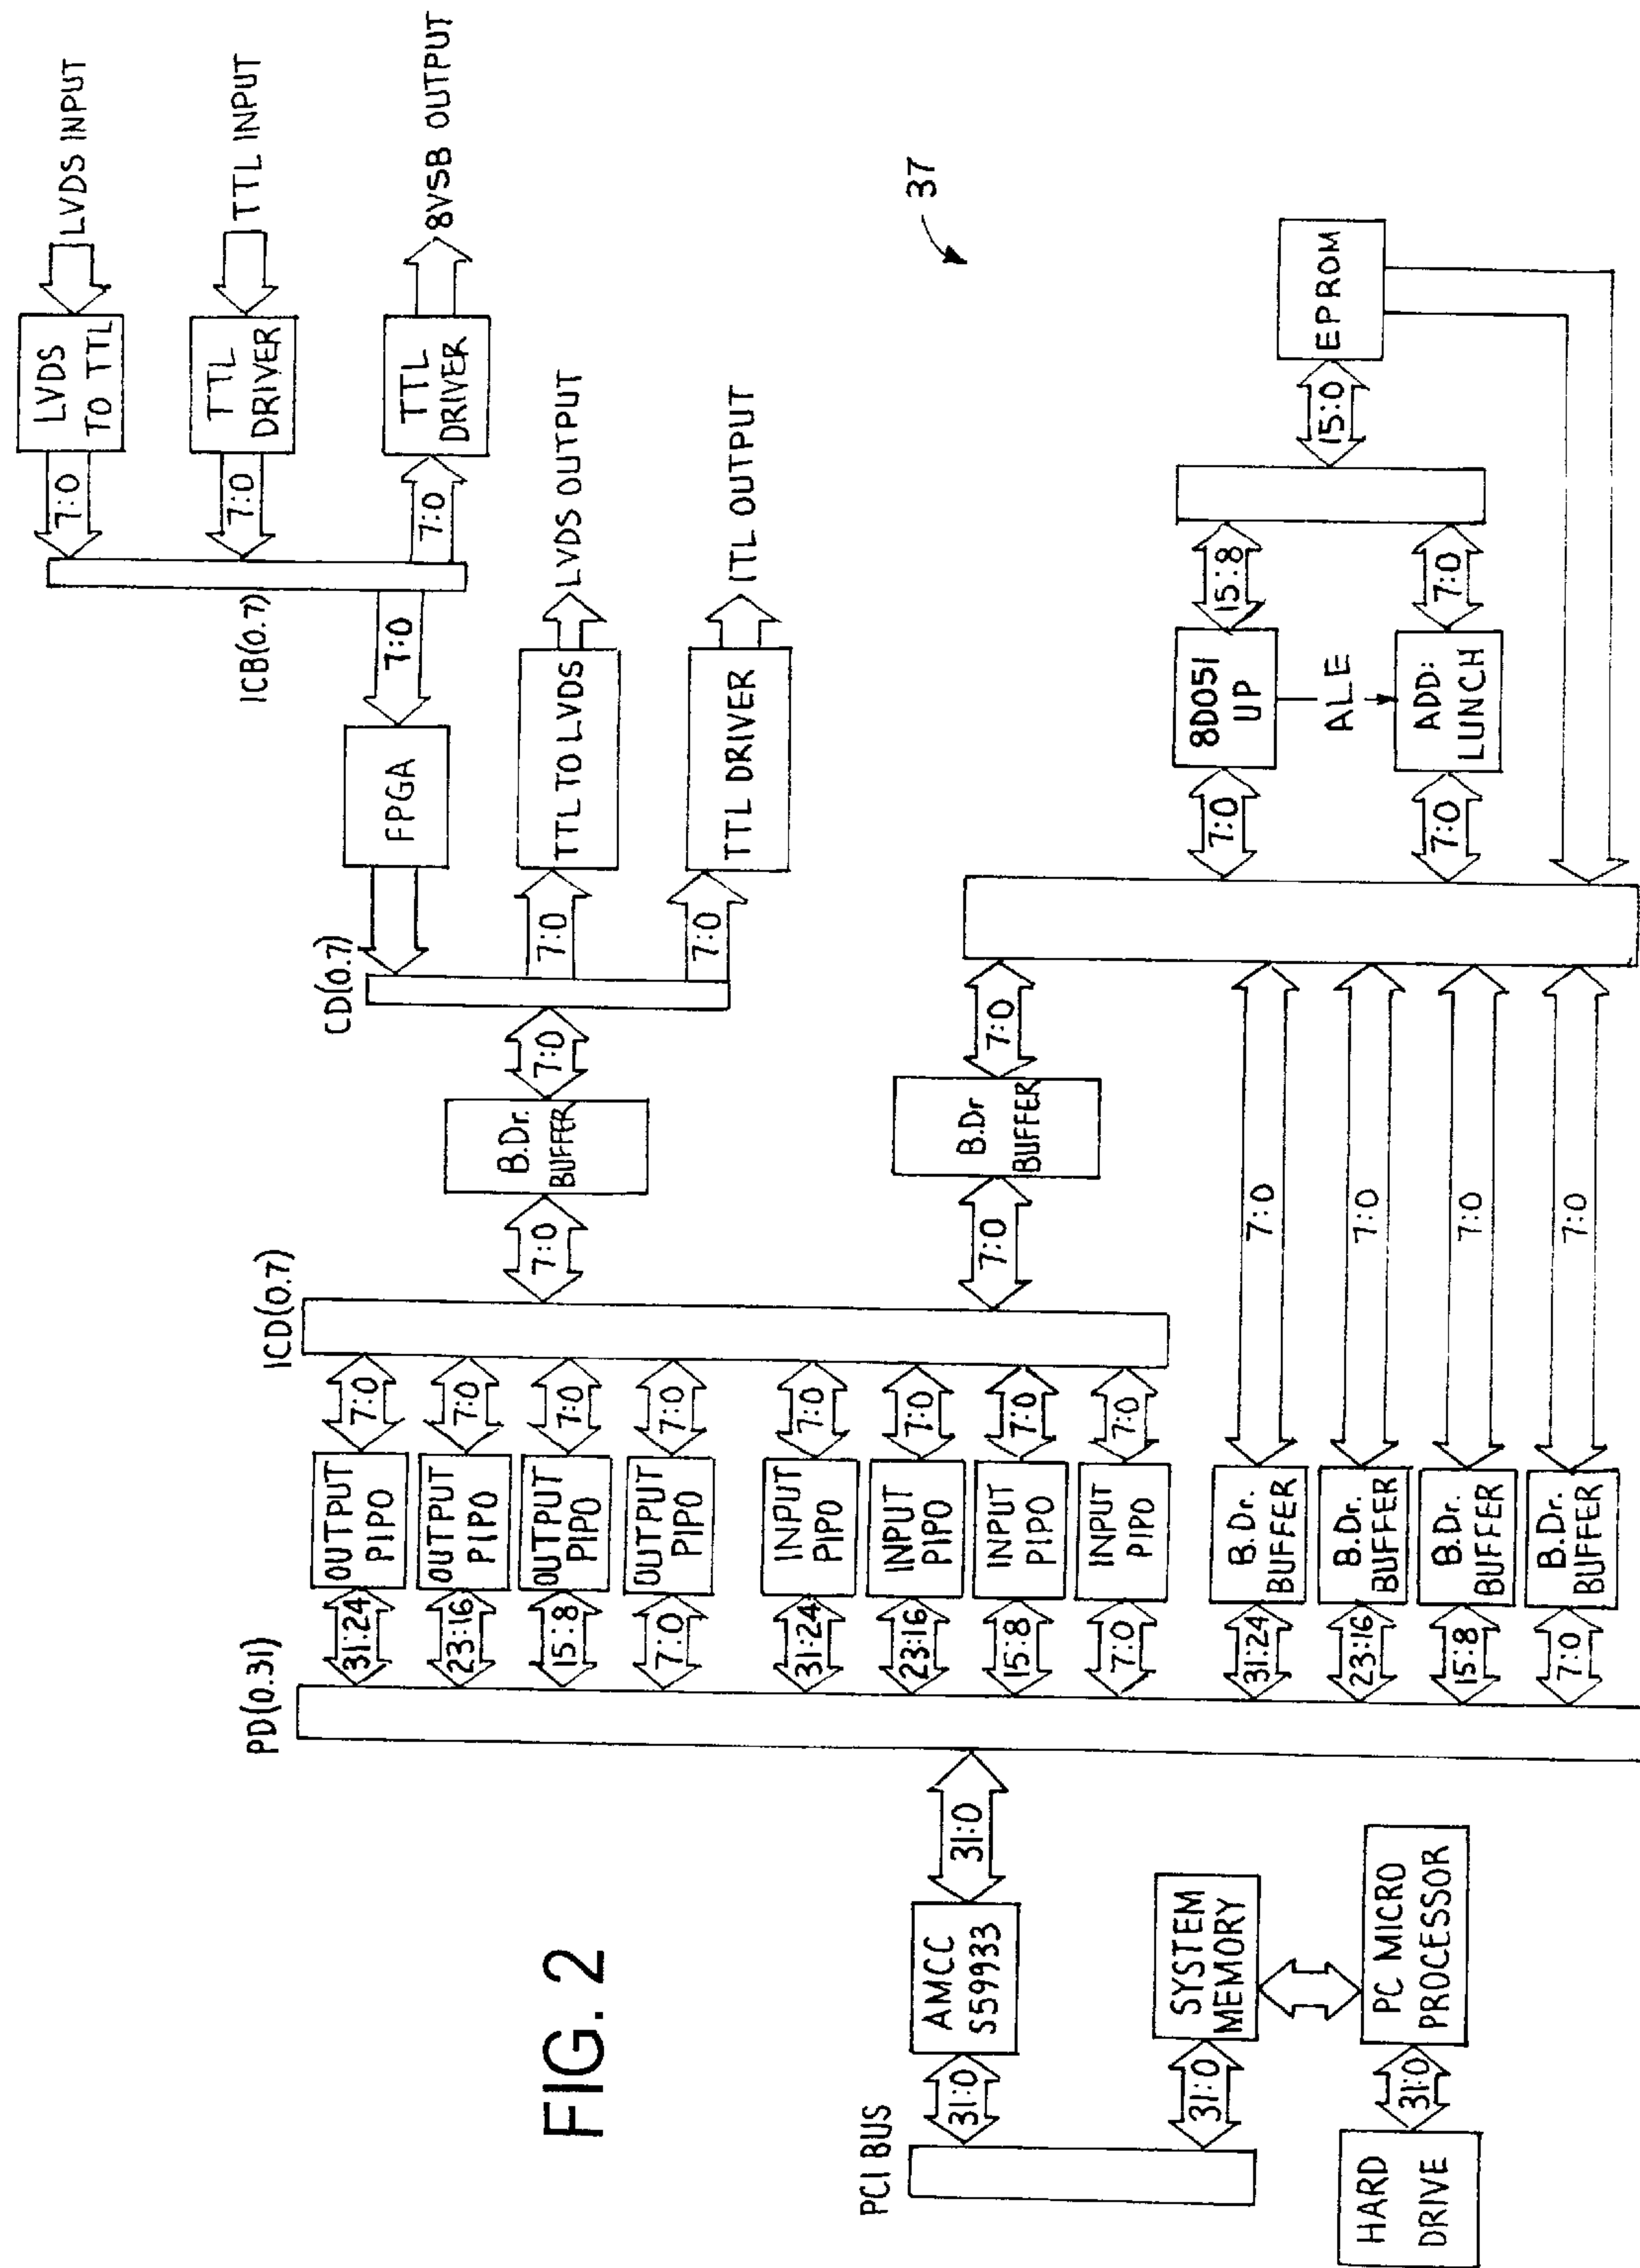 FIG. 2
PCI BUS
HARD
DRIVE
31:0
31:0
31:0
PC MICRO
PROCESSOR
SYSTEM
MEMORY
AMCC
S59933
31:0
PD(0.31)
31:24
23:16
15:8
7:0
31:24
23:16
15:8
7:0
31:24
23:16
15:8
7:0
OUTPUT
PIPO
OUTPUT
PIPO
OUTPUT
PIPO
OUTPUT
PIPO
INPUT
PIPO
INPUT
PIPO
INPUT
PIPO
INPUT
PIPO
B.Dr.
BUFFER
B.Dr.
BUFFER
B.Dr.
BUFFER
B.Dr.
BUFFER
7:0
7:0
7:0
7:0
7:0
7:0
7:0
7:0
7:0
7:0
7:0
7:0
ICD(0.7)
7:0
7:0
B.Dr.
BUFFER
B.Dr
BUFFER
7:0
7:0
CD(0.7)
FPGA
7:0
7:0
TTL TO LVDS
TTL DRIVER
LVDS OUTPUT
ITL OUTPUT
7:0
ICB(0.7)
7:0
7:0
7:0
LVDS
TO TTL
TTL
DRIVER
TTL
DRIVER
LVDS INPUT
TTL INPUT
8VSB OUTPUT
7:0
7:0
8D051
UP
ALE
ADD:
LUNCH
15:8
7:0
15:0
EPROM
37